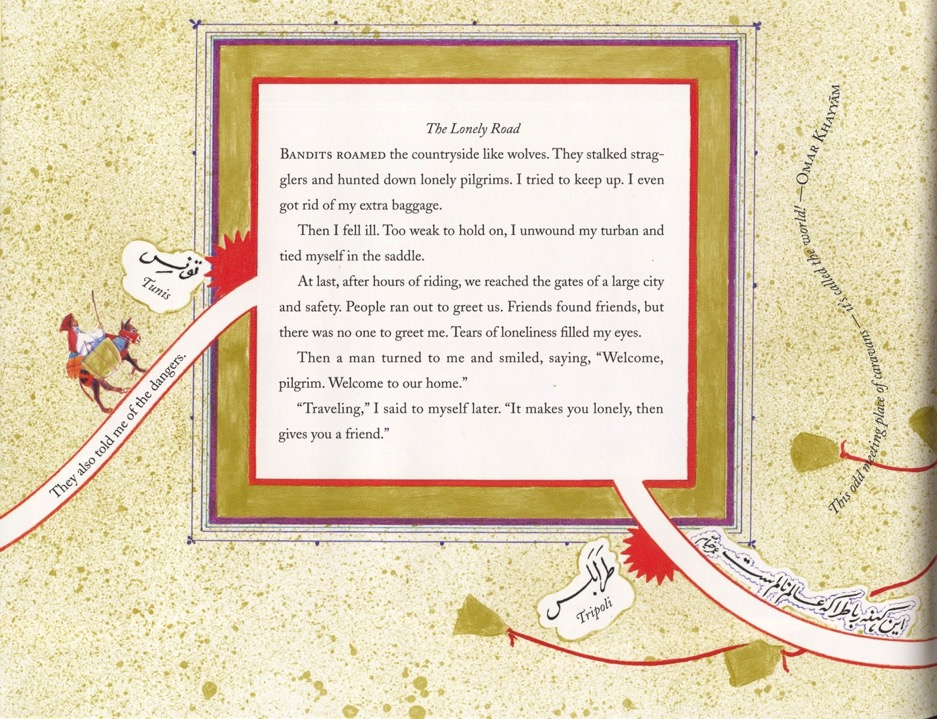 The Lonely Road
BANDITS ROAMED the countryside like wolves. They stalked strag-
glers and hunted down lonely pilgrims. I tried to keep up. I even
got rid of my extra baggage.
Then I fell ill. Too weak to hold on, I unwound my turban and
tied myself in the saddle.
At last, after hours of riding, we reached the gates of a large city
and safety. People ran out to greet us. Friends found friends, but
there was no one to greet me. Tears of loneliness filled my eyes.
Then a man turned to me and smiled, saying, “Welcome,
pilgrim. Welcome to our home.”
“Traveling,” I said to myself later. “It makes you lonely, then
gives you a friend.”
تونس
Tunis
They also told me of the dangers.
طرابلس
Tripoli
این کهنه رباط را که عالم نام است
This odd meeting place of caravans — it's called the world! —OMAR KHAYYĀM